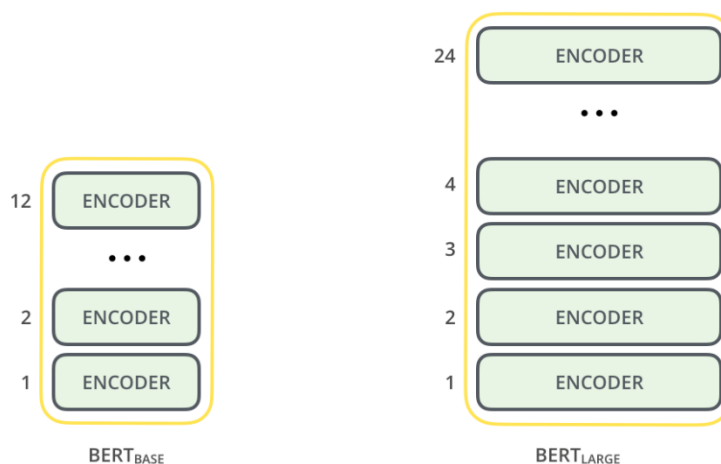 24 ENCODER
...
4 ENCODER
3 ENCODER
2 ENCODER
1 ENCODER
BERTLARGE
12 ENCODER
...
2 ENCODER
1 ENCODER
BERTBASE